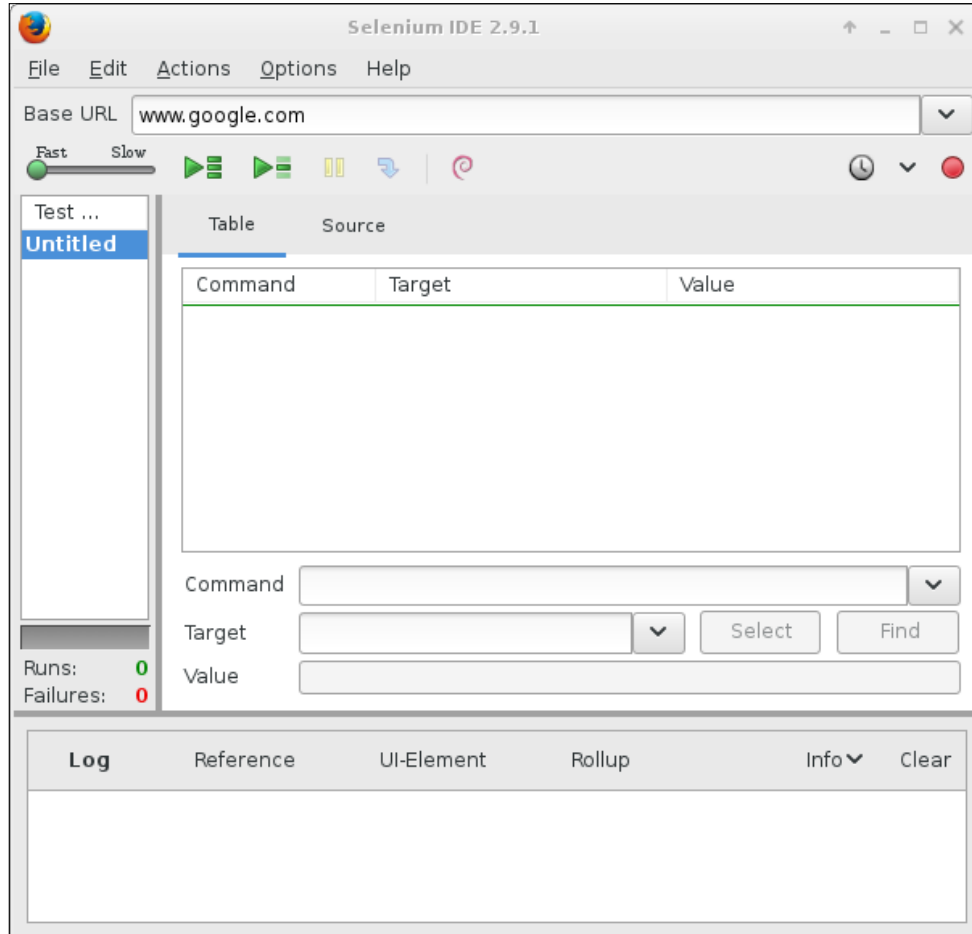 Selenium IDE 2.9.1
File Edit Actions Options Help
Base URL www.google.com
Fast Slow
Test ...
Untitled
Table Source
Command Target Value
Command
Target Select Find
Value
Runs: 0
Failures: 0
Log Reference UI-Element Rollup Info Clear